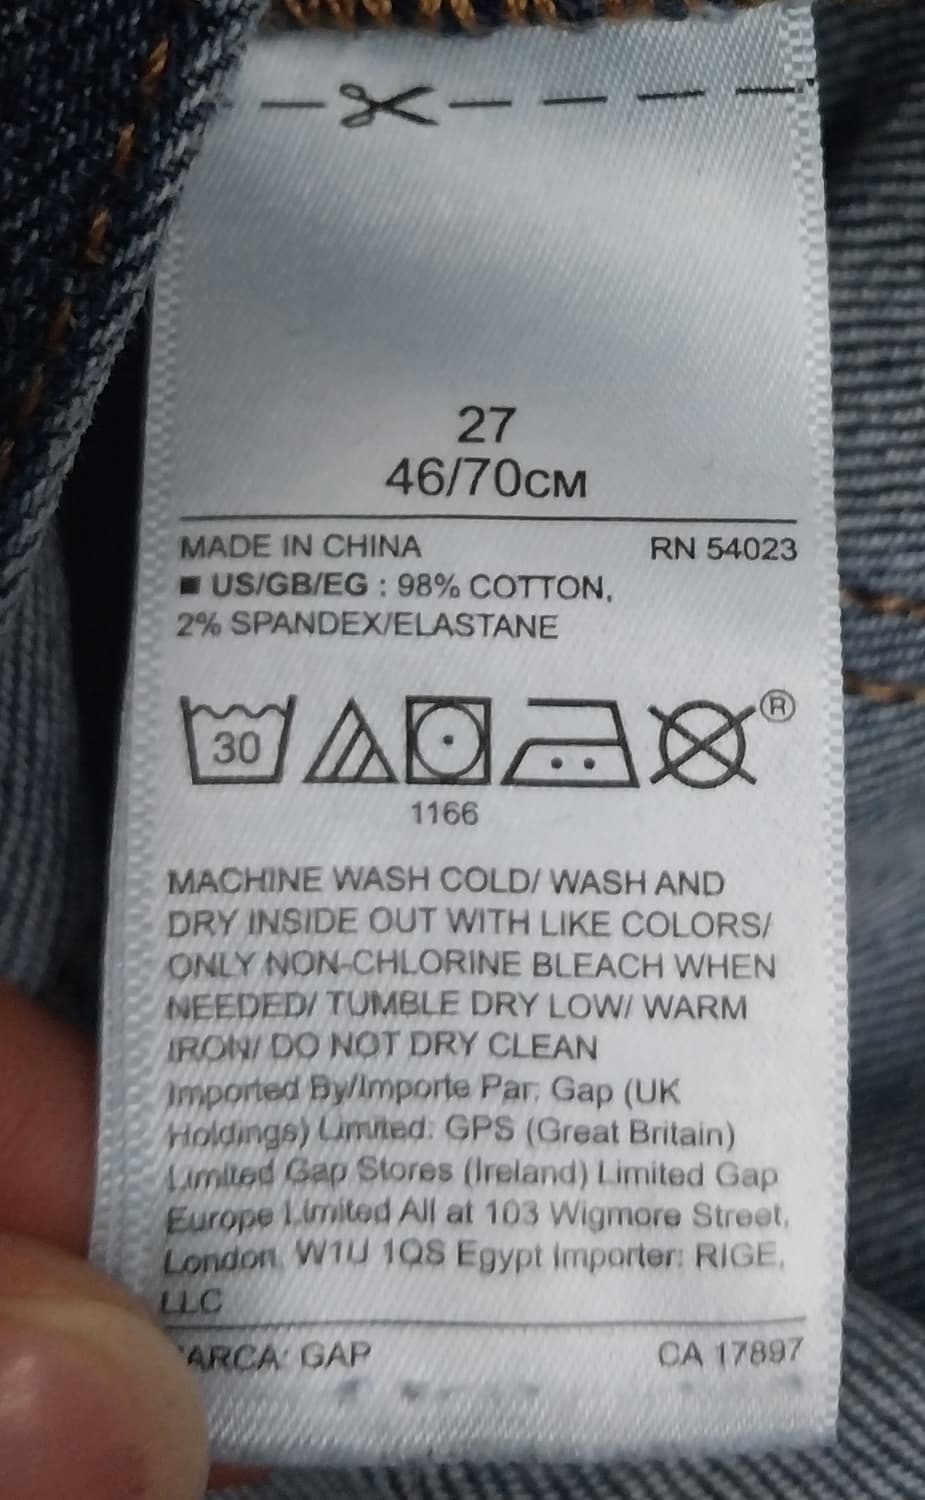 27
46/70CM
MADE IN CHINA RN 54023
■ US/GB/EG : 98% COTTON,
2% SPANDEX/ELASTANE
30
®
1166
MACHINE WASH COLD/ WASH AND
DRY INSIDE OUT WITH LIKE COLORS/
ONLY NON-CHLORINE BLEACH WHEN
NEEDED/ TUMBLE DRY LOW/ WARM
IRON/ DO NOT DRY CLEAN
Imported By/Importe Par: Gap (UK
Holdings) Limited. GPS (Great Britain)
Limited Gap Stores (Ireland) Limited Gap
Europe Limited All at 103 Wigmore Street,
London, W1U 1QS Egypt Importer: RIGE,
LLC
ARCA: GAP CA 17897